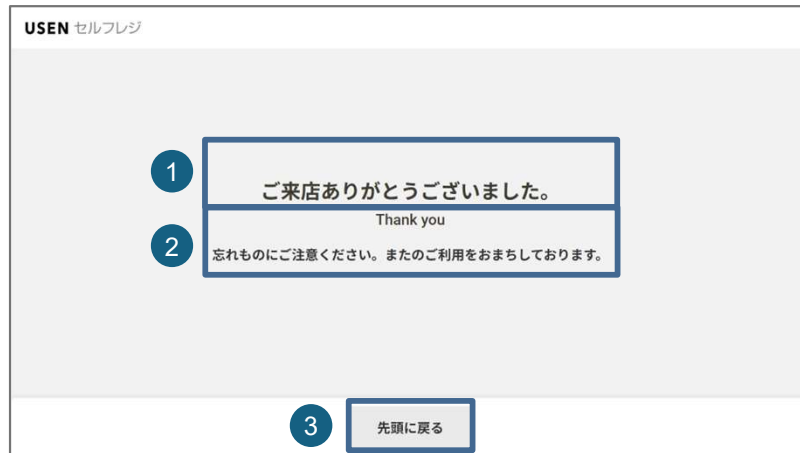 USEN セルフレジ
1
ご来店ありがとうございました。
Thank you
2
忘れものにご注意ください。またのご利用をおまちしております。
3
先頭に戻る